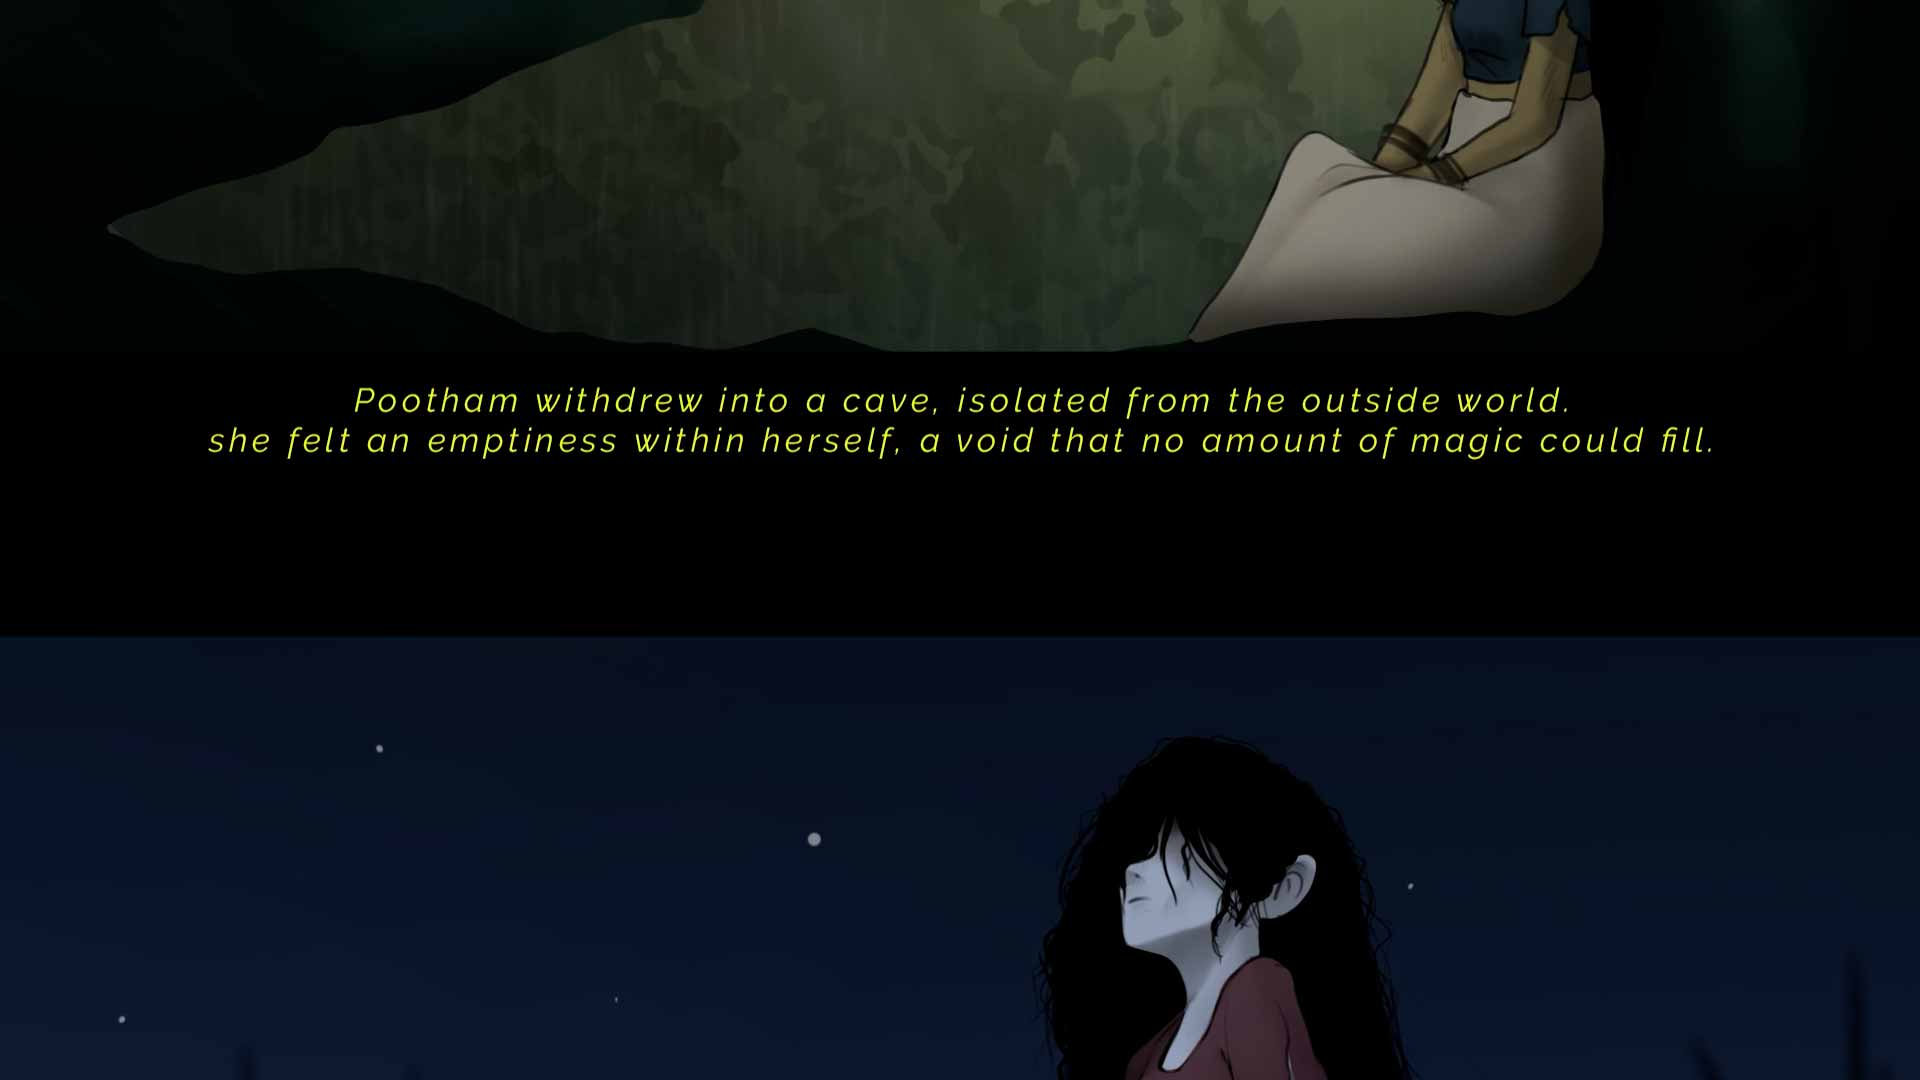 Pootham withdrew into a cave, isolated from the outside world.
she felt an emptiness within herself, a void that no amount of magic could fill.